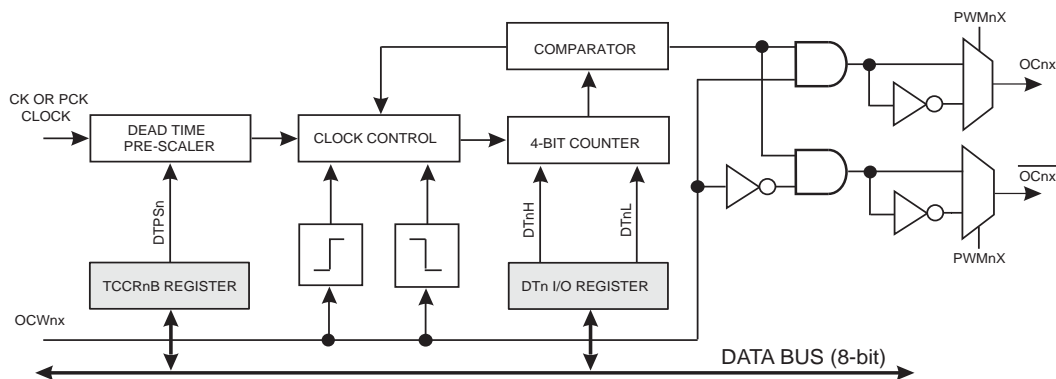 PWMnX
COMPARATOR
OCnx
CK OR PCK
CLOCK
DEAD TIME
PRE-SCALER
CLOCK CONTROL
4-BIT COUNTER
OCnx
DTPSn
DTnH
DTnL
PWMnX
TCCRnB REGISTER
DTn I/O REGISTER
OCWnx
DATA BUS (8-bit)